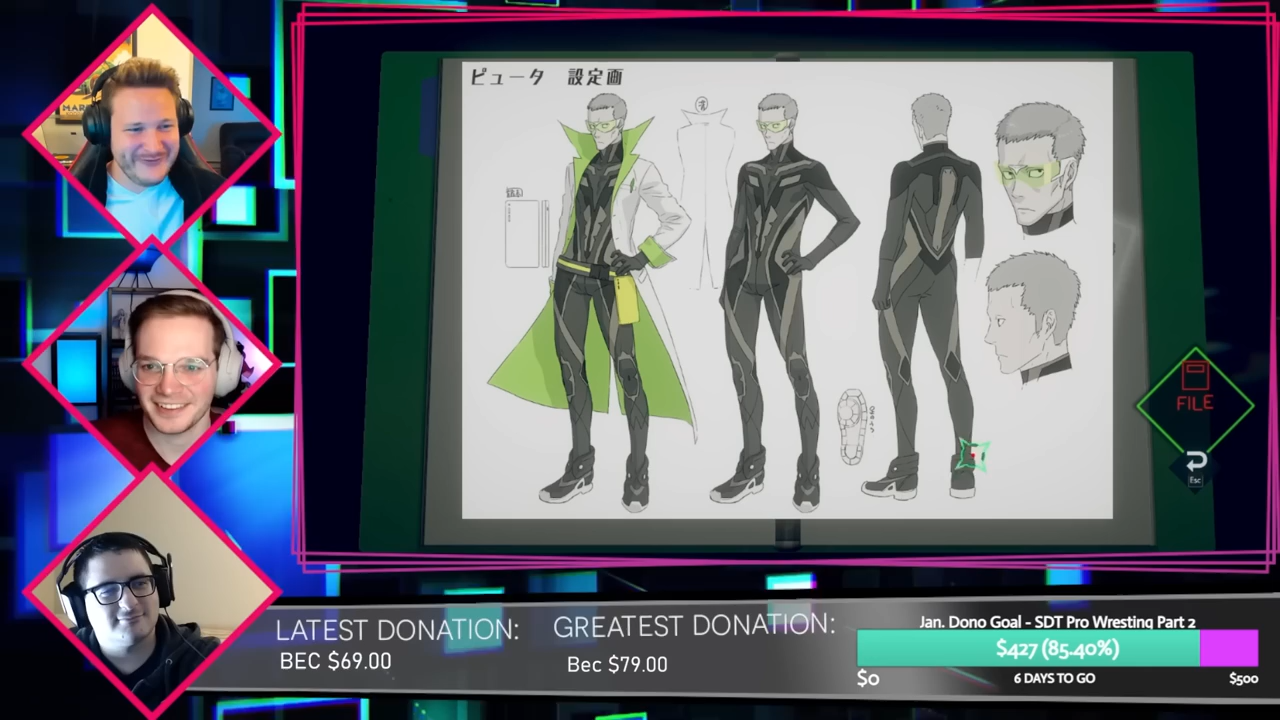 ピュータ 設定画
FILE
Esc
LATEST DONATION:
BEC $69.00
GREATEST DONATION:
Bec $79.00
Jan. Dono Goal - SDT Pro Wresting Part 2
$427 (85.40%)
$0
6 DAYS TO GO
$500